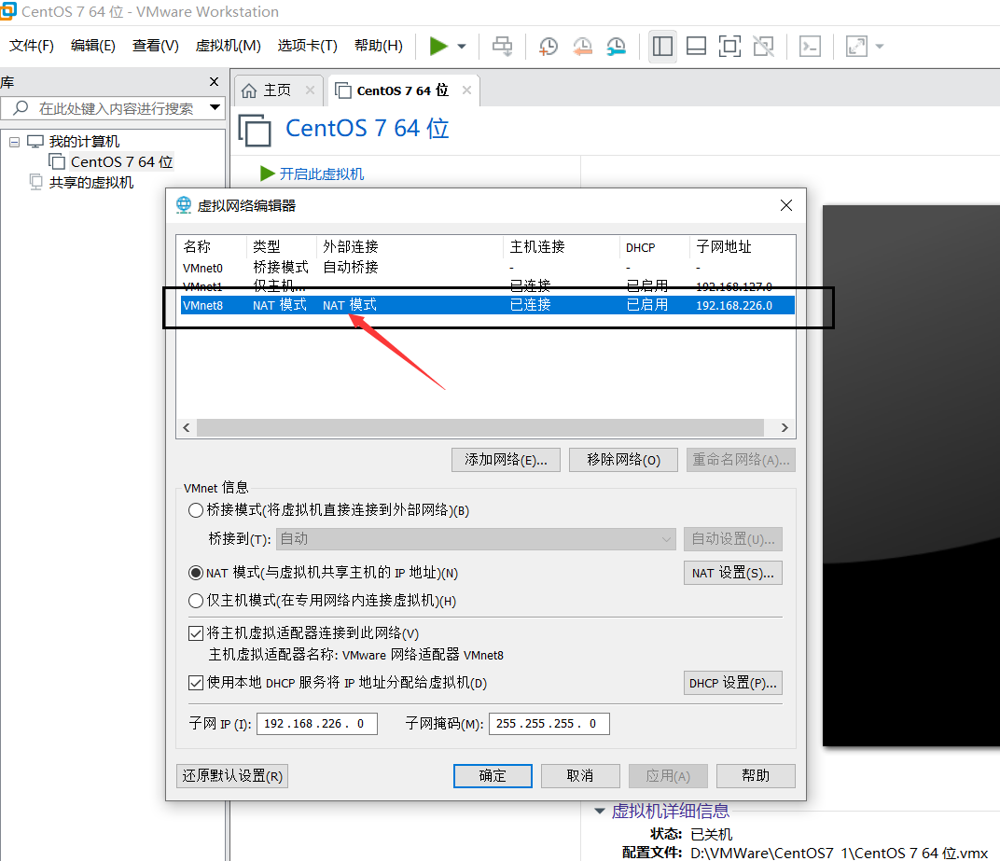 CentOS 7 64 位 - VMware Workstation
文件(F) 编辑(E) 查看(V) 虚拟机(M) 选项卡(T) 帮助(H)
库
在此处键入内容进行搜索
我的计算机
CentOS 7 64 位
共享的虚拟机
主页 CentOS 7 64 位
CentOS 7 64 位
开启此虚拟机
虚拟网络编辑器
名称 类型 外部连接 主机连接 DHCP 子网地址
VMnet0 桥接模式 自动桥接 - - -
VMnet1 仅主机... 已连接 已启用 192.168.127.0
VMnet8 NAT 模式 NAT 模式 已连接 已启用 192.168.226.0
添加网络(E)... 移除网络(O) 重命名网络(A)...
VMnet 信息
桥接模式(将虚拟机直接连接到外部网络)(B)
桥接到(T): 自动 自动设置(U)...
NAT 模式(与虚拟机共享主机的 IP 地址)(N) NAT 设置(S)...
仅主机模式(在专用网络内连接虚拟机)(H)
将主机虚拟适配器连接到此网络(V)
主机虚拟适配器名称: VMware 网络适配器 VMnet8
使用本地 DHCP 服务将 IP 地址分配给虚拟机(D) DHCP 设置(P)...
子网 IP (I): 192.168.226. 0 子网掩码(M): 255.255.255. 0
还原默认设置(R) 确定 取消 应用(A) 帮助
虚拟机详细信息
状态: 已关机
配置文件: D:\VMWare\CentOS7_1\CentOS 7 64 位.vmx